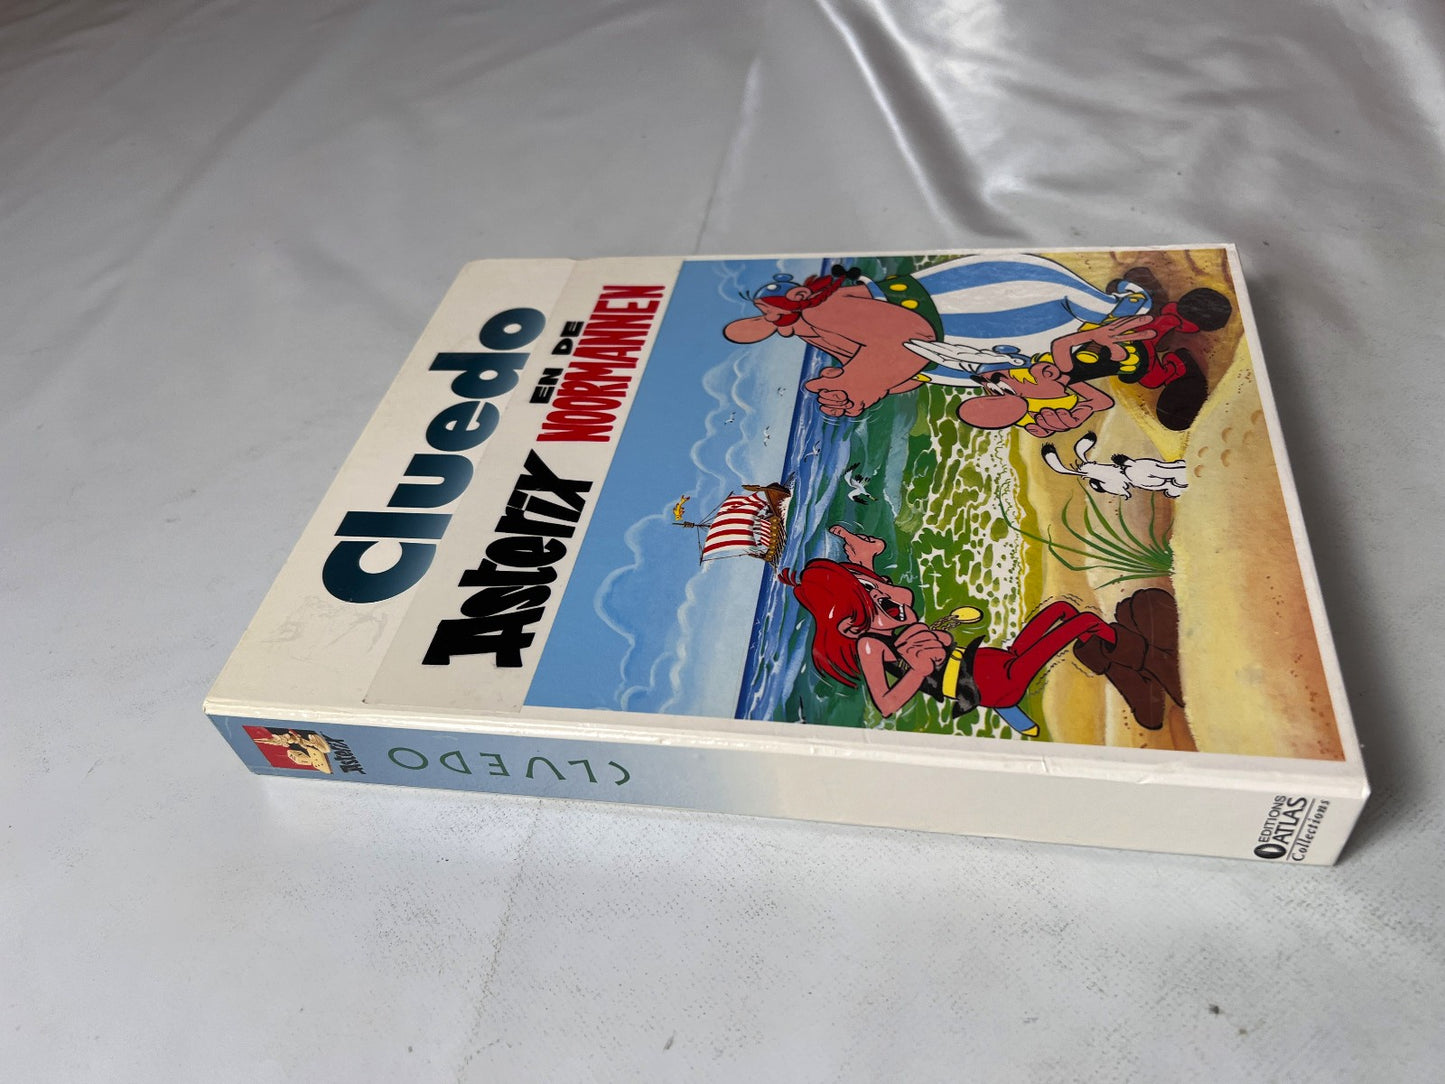 Cluedo
Asterix
EN DE
NOORMANNEN
Asterix
CLUEDO
EDITIONS
ATLAS
Collections